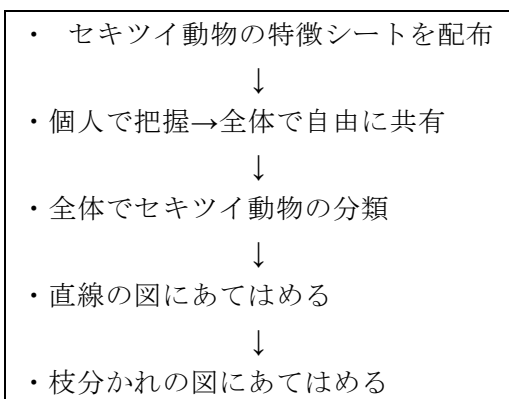 ・ セキツイ動物の特徴シートを配布
↓
・個人で把握→全体で自由に共有
↓
・全体でセキツイ動物の分類
↓
・直線の図にあてはめる
↓
・枝分かれの図にあてはめる